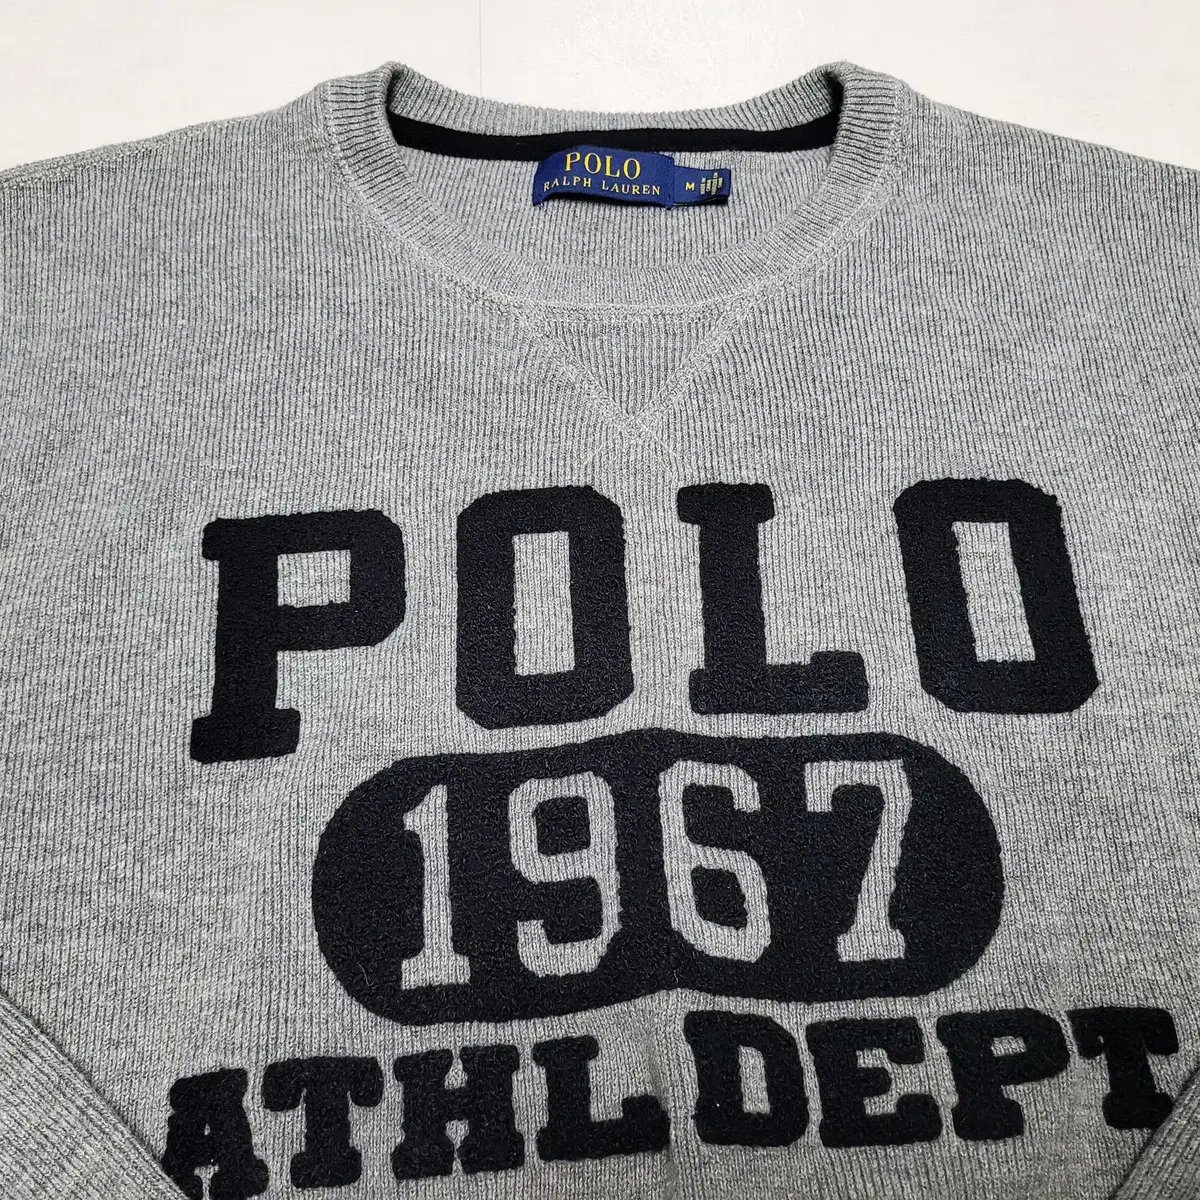 POLO
RALPH LAUREN
M
POLO
1967
ATHL DEPT